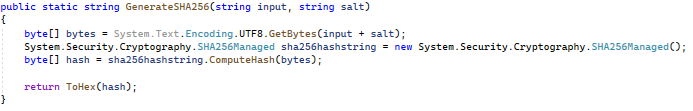 public static string GenerateSHA256(string input, string salt)
{
    byte[] bytes = System.Text.Encoding.UTF8.GetBytes(input + salt);
    System.Security.Cryptography.SHA256Managed sha256hashstring = new System.Security.Cryptography.SHA256Managed();
    byte[] hash = sha256hashstring.ComputeHash(bytes);

    return ToHex(hash);
}